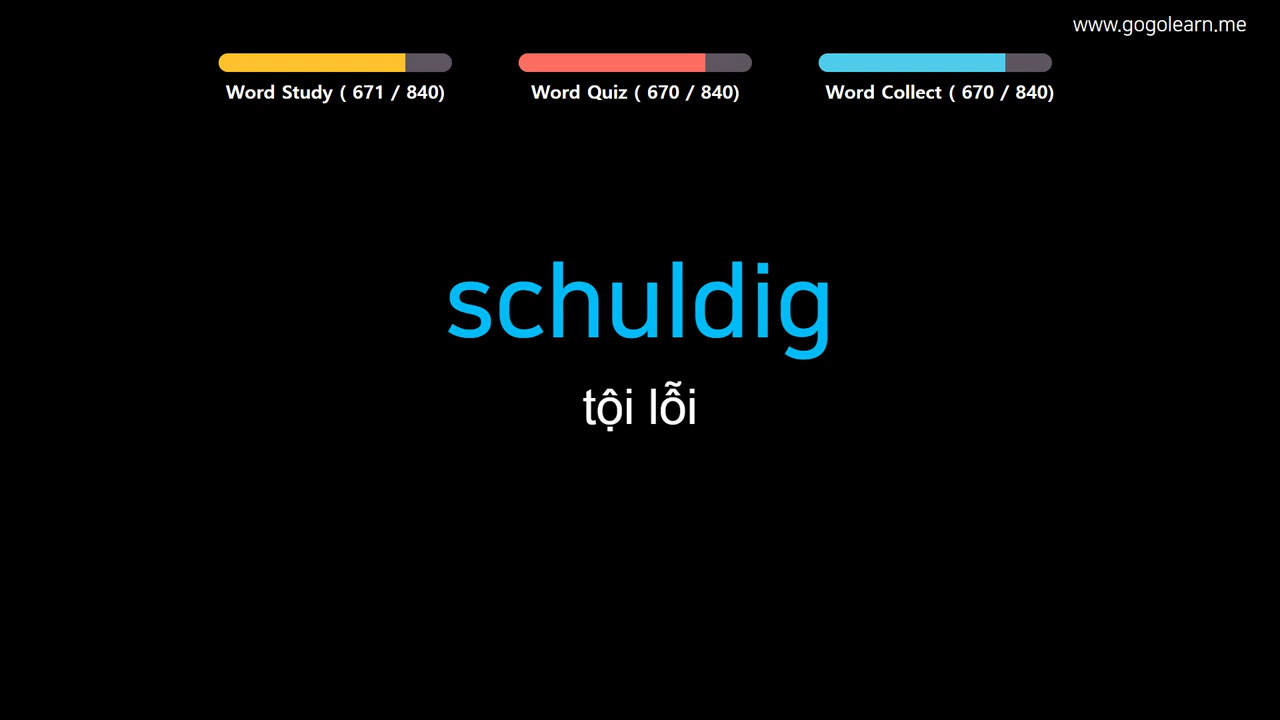 www.gogolearn.me
Word Study ( 671 / 840)
Word Quiz ( 670 / 840)
Word Collect ( 670 / 840)
schuldig
tội lỗi